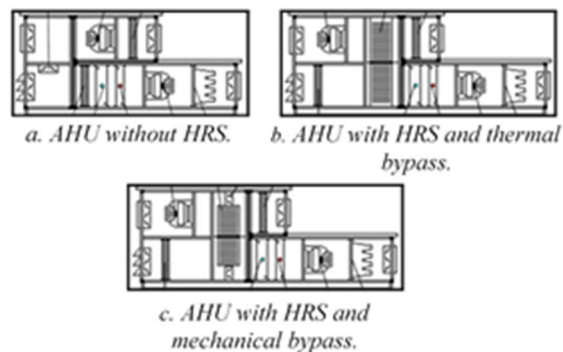 a. AHU without HRS.
b. AHU with HRS and thermal
bypass.
c. AHU with HRS and
mechanical bypass.